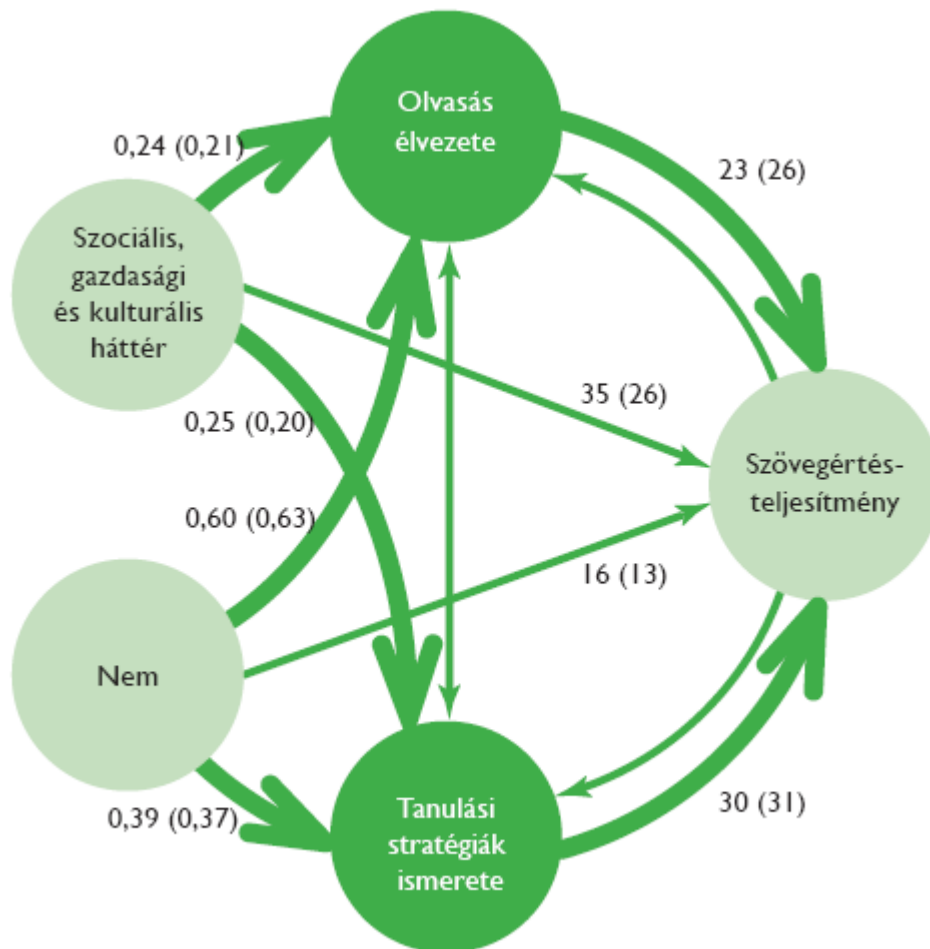 Olvasás
élvezete
0,24 (0,21)
23 (26)
Szociális,
gazdasági
és kulturális
háttér
35 (26)
0,25 (0,20)
Szövegértés-
teljesítmény
0,60 (0,63)
16 (13)
Nem
0,39 (0,37)
Tanulási
stratégiák
ismerete
30 (31)